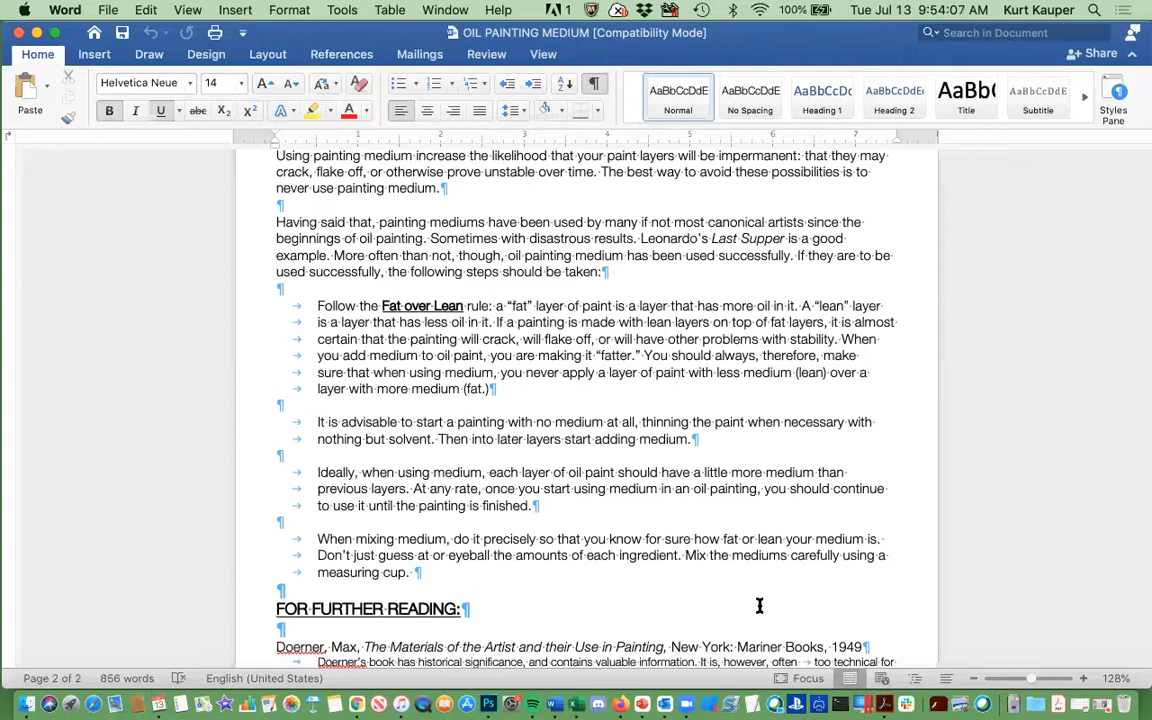 Word File Edit View Insert Format Tools Table Window Help 100% Tue Jul 13 9:54:07 AM Kurt Kauper
OIL PAINTING MEDIUM [Compatibility Mode] Search in Document
Home Insert Draw Design Layout References Mailings Review View Share
Paste Helvetica Neue 14 AaBbCcDdE AaBbCcDdE AaBbCcDc AaBbCcDdE AaBb( AaBbCcDdE Styles Pane
Normal No Spacing Heading 1 Heading 2 Title Subtitle
1 2 3 4 5 6 7
Using painting medium increase the likelihood that your paint layers will be impermanent: that they may
crack, flake off, or otherwise prove unstable over time. The best way to avoid these possibilities is to
never use painting medium.¶
¶
Having said that, painting mediums have been used by many if not most canonical artists since the
beginnings of oil painting. Sometimes with disastrous results. Leonardo's Last Supper is a good
example. More often than not, though, oil painting medium has been used successfully. If they are to be
used successfully, the following steps should be taken:¶
¶
Follow the Fat over Lean rule: a “fat” layer of paint is a layer that has more oil in it. A “lean” layer
is a layer that has less oil in it. If a painting is made with lean layers on top of fat layers, it is almost
certain that the painting will crack, will flake off, or will have other problems with stability. When
you add medium to oil paint, you are making it “fatter.” You should always, therefore, make
sure that when using medium, you never apply a layer of paint with less medium (lean) over a
layer with more medium (fat.)¶
¶
It is advisable to start a painting with no medium at all, thinning the paint when necessary with
nothing but solvent. Then into later layers start adding medium.¶
¶
Ideally, when using medium, each layer of oil paint should have a little more medium than
previous layers. At any rate, once you start using medium in an oil painting, you should continue
to use it until the painting is finished.¶
¶
When mixing medium, do it precisely so that you know for sure how fat or lean your medium is.
Don't just guess at or eyeball the amounts of each ingredient. Mix the mediums carefully using a
measuring cup. ¶
¶
FOR FURTHER READING:¶
¶
Doerner, Max, The Materials of the Artist and their Use in Painting, New York: Mariner Books, 1949¶
Doerner's book has historical significance, and contains valuable information. It is, however, often → too technical for
Page 2 of 2 856 words English (United States) Focus 128%